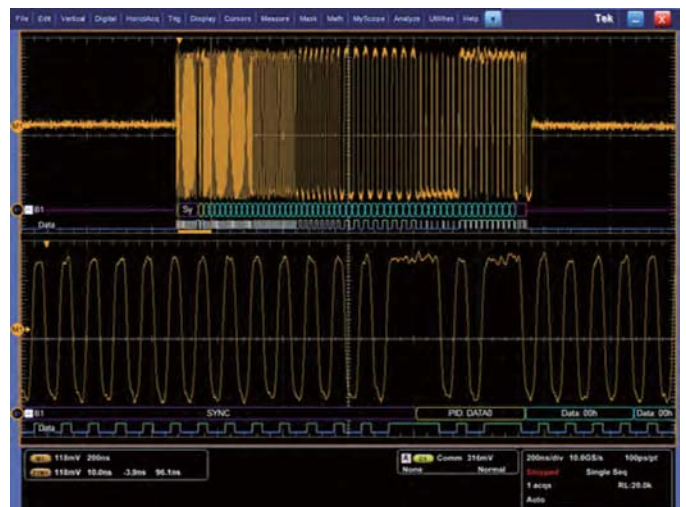 File Edit Vertical Digital Horiz/Acq Trig Display Cursors Measure Mask Math MyScope Analyze Utilities Help Tek
M1
B1 Sy
Data
M1
B1 SYNC PID: DATA0 Data: 00h Data: 00h
Data
118mV 200ns
118mV 10.0ns -3.9ns 96.1ns
A Comm 316mV
None Normal
200ns/div 10.0GS/s 100ps/pt
Stopped Single Seq
1 acqs RL:20.0k
Auto